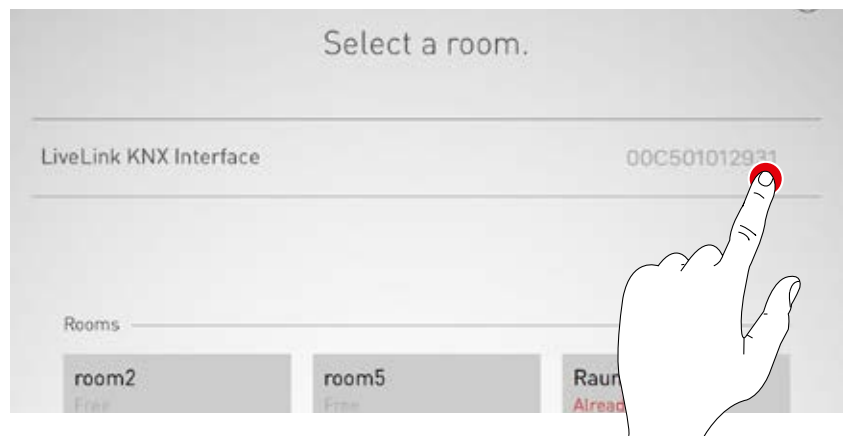 Select a room.
LiveLink KNX Interface 00C501012931
Rooms
room2 room5
Free Free